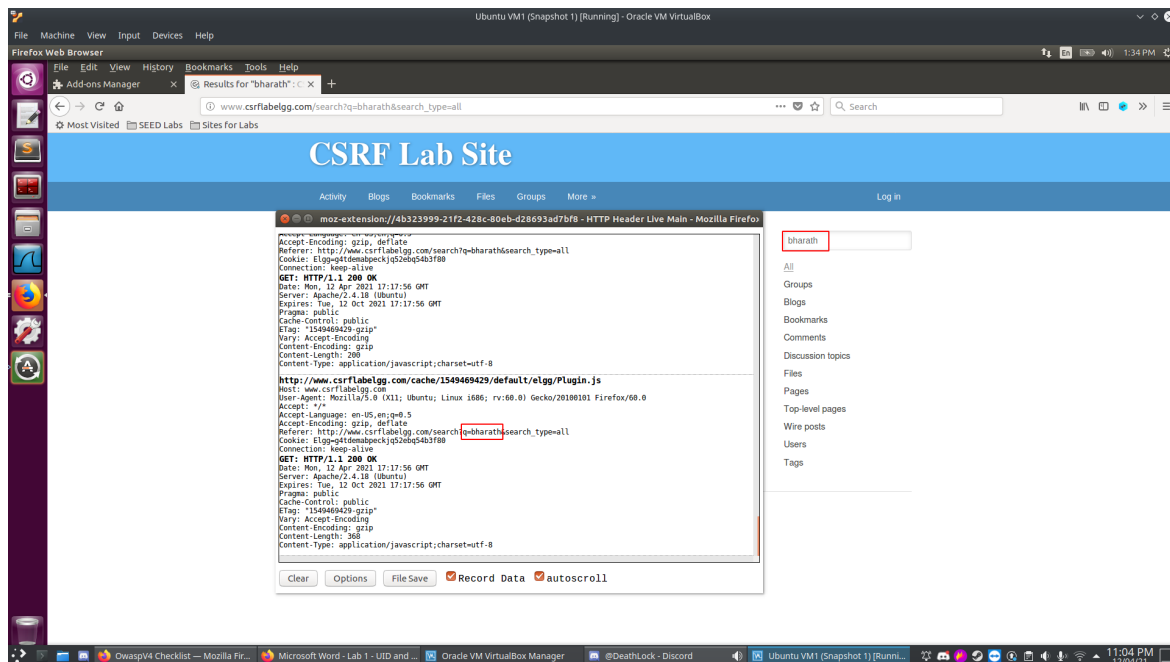 Ubuntu VM1 (Snapshot 1) [Running] - Oracle VM VirtualBox
File Machine View Input Devices Help
Firefox Web Browser
En
1:34 PM
File Edit View History Bookmarks Tools Help
Add-ons Manager
Results for "bharath" : C
www.csrflabelgg.com/search?q=bharath&search_type=all
Search
Most Visited SEED Labs Sites for Labs
CSRF Lab Site
Activity Blogs Bookmarks Files Groups More » Log in
moz-extension://4b323999-21f2-428c-80eb-d28693ad7bf8 - HTTP Header Live Main - Mozilla Firefo
Accept-Language: en-US,en;q=0.5
Accept-Encoding: gzip, deflate
Referer: http://www.csrflabelgg.com/search?q=bharath&search_type=all
Cookie: Elgg=g4tdemabpeckjq52ebq54b3f80
Connection: keep-alive
GET: HTTP/1.1 200 OK
Date: Mon, 12 Apr 2021 17:17:56 GMT
Server: Apache/2.4.18 (Ubuntu)
Expires: Tue, 12 Oct 2021 17:17:56 GMT
Pragma: public
Cache-Control: public
ETag: "1549469429-gzip"
Vary: Accept-Encoding
Content-Encoding: gzip
Content-Length: 200
Content-Type: application/javascript;charset=utf-8
http://www.csrflabelgg.com/cache/1549469429/default/elgg/Plugin.js
Host: www.csrflabelgg.com
User-Agent: Mozilla/5.0 (X11; Ubuntu; Linux i686; rv:60.0) Gecko/20100101 Firefox/60.0
Accept: */*
Accept-Language: en-US,en;q=0.5
Accept-Encoding: gzip, deflate
Referer: http://www.csrflabelgg.com/search?q=bharath&search_type=all
Cookie: Elgg=g4tdemabpeckjq52ebq54b3f80
Connection: keep-alive
GET: HTTP/1.1 200 OK
Date: Mon, 12 Apr 2021 17:17:56 GMT
Server: Apache/2.4.18 (Ubuntu)
Expires: Tue, 12 Oct 2021 17:17:56 GMT
Pragma: public
Cache-Control: public
ETag: "1549469429-gzip"
Vary: Accept-Encoding
Content-Encoding: gzip
Content-Length: 368
Content-Type: application/javascript;charset=utf-8
Clear Options File Save Record Data autoscroll
bharath
All
Groups
Blogs
Bookmarks
Comments
Discussion topics
Files
Pages
Top-level pages
Wire posts
Users
Tags
OwaspV4 Checklist — Mozilla Fir...
Microsoft Word - Lab 1 - UID and ...
Oracle VM VirtualBox Manager
@DeathLock - Discord
Ubuntu VM1 (Snapshot 1) [Runni...
11:04 PM
12/04/21